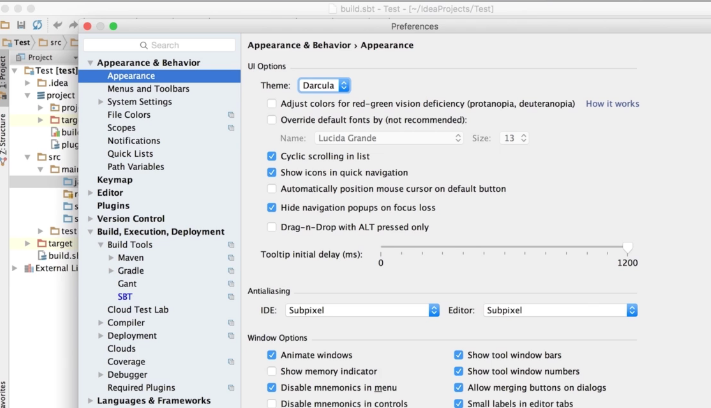 build.sbt - Test - [~/IdeaProjects/Test]
Preferences
Test
src
Project
Test [test]
.idea
project
proj
targ
buil
plug
src
mai
test
target
build.sb
External Li
1: Project
Z: Structure
avorites
Search
Appearance & Behavior
Appearance
Menus and Toolbars
System Settings
File Colors
Scopes
Notifications
Quick Lists
Path Variables
Keymap
Editor
Plugins
Version Control
Build, Execution, Deployment
Build Tools
Maven
Gradle
Gant
SBT
Cloud Test Lab
Compiler
Deployment
Clouds
Coverage
Debugger
Required Plugins
Languages & Frameworks
Appearance & Behavior › Appearance
UI Options
Theme: Darcula
Adjust colors for red-green vision deficiency (protanopia, deuteranopia) How it works
Override default fonts by (not recommended):
Name: Lucida Grande Size: 13
Cyclic scrolling in list
Show icons in quick navigation
Automatically position mouse cursor on default button
Hide navigation popups on focus loss
Drag-n-Drop with ALT pressed only
Tooltip initial delay (ms):
0 1200
Antialiasing
IDE: Subpixel Editor: Subpixel
Window Options
Animate windows Show tool window bars
Show memory indicator Show tool window numbers
Disable mnemonics in menu Allow merging buttons on dialogs
Disable mnemonics in controls Small labels in editor tabs